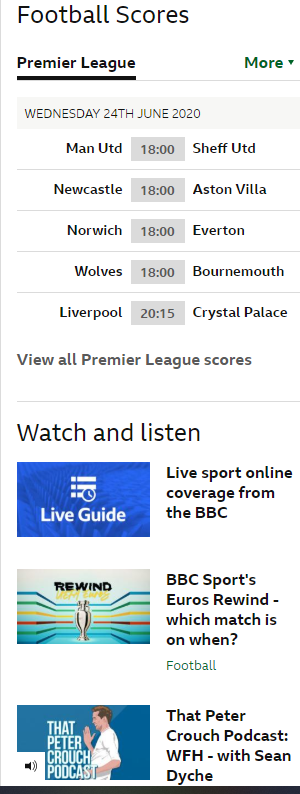 Football Scores
Premier League
More
WEDNESDAY 24TH JUNE 2020
Man Utd 18:00 Sheff Utd
Newcastle 18:00 Aston Villa
Norwich 18:00 Everton
Wolves 18:00 Bournemouth
Liverpool 20:15 Crystal Palace
View all Premier League scores
Watch and listen
Live Guide
Live sport online
coverage from
the BBC
REWIND
BBC Sport's
Euros Rewind -
which match is
on when?
Football
THAT
PETER
CROUCH
PODCAST
That Peter
Crouch Podcast:
WFH - with Sean
Dyche